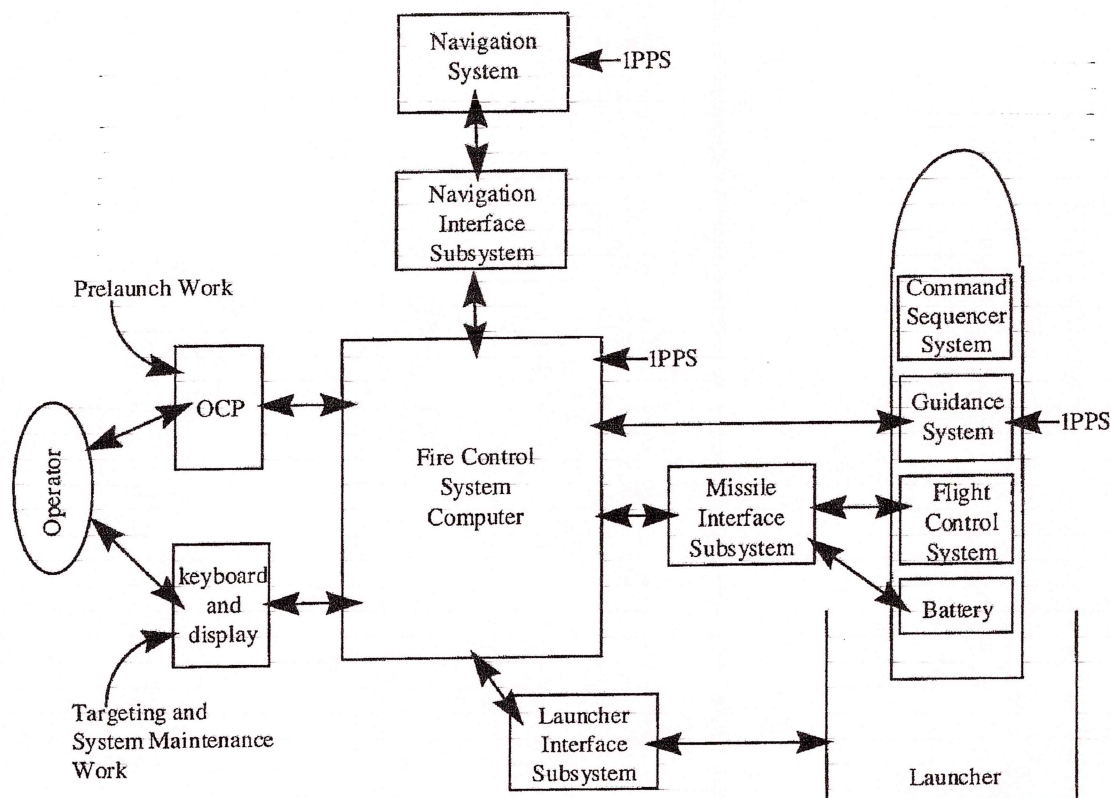 Navigation
System
1PPS
Navigation
Interface
Subsystem
Prelaunch Work
OCP
Operator
keyboard
and
display
Targeting and
System Maintenance
Work
Fire Control
System
Computer
1PPS
Missile
Interface
Subsystem
Launcher
Interface
Subsystem
Command
Sequencer
System
Guidance
System
1PPS
Flight
Control
System
Battery
Launcher